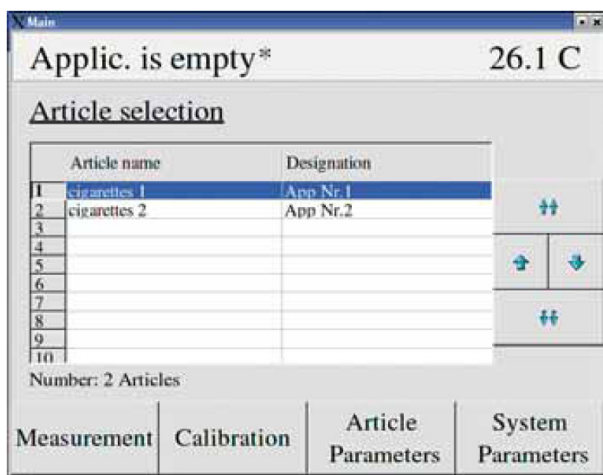 X Main
Applic. is empty* 26.1 C
Article selection
Article name Designation
1 cigarettes 1 App Nr.1
2 cigarettes 2 App Nr.2
3
4
5
6
7
8
9
10
Number: 2 Articles
Measurement Calibration Article Parameters System Parameters